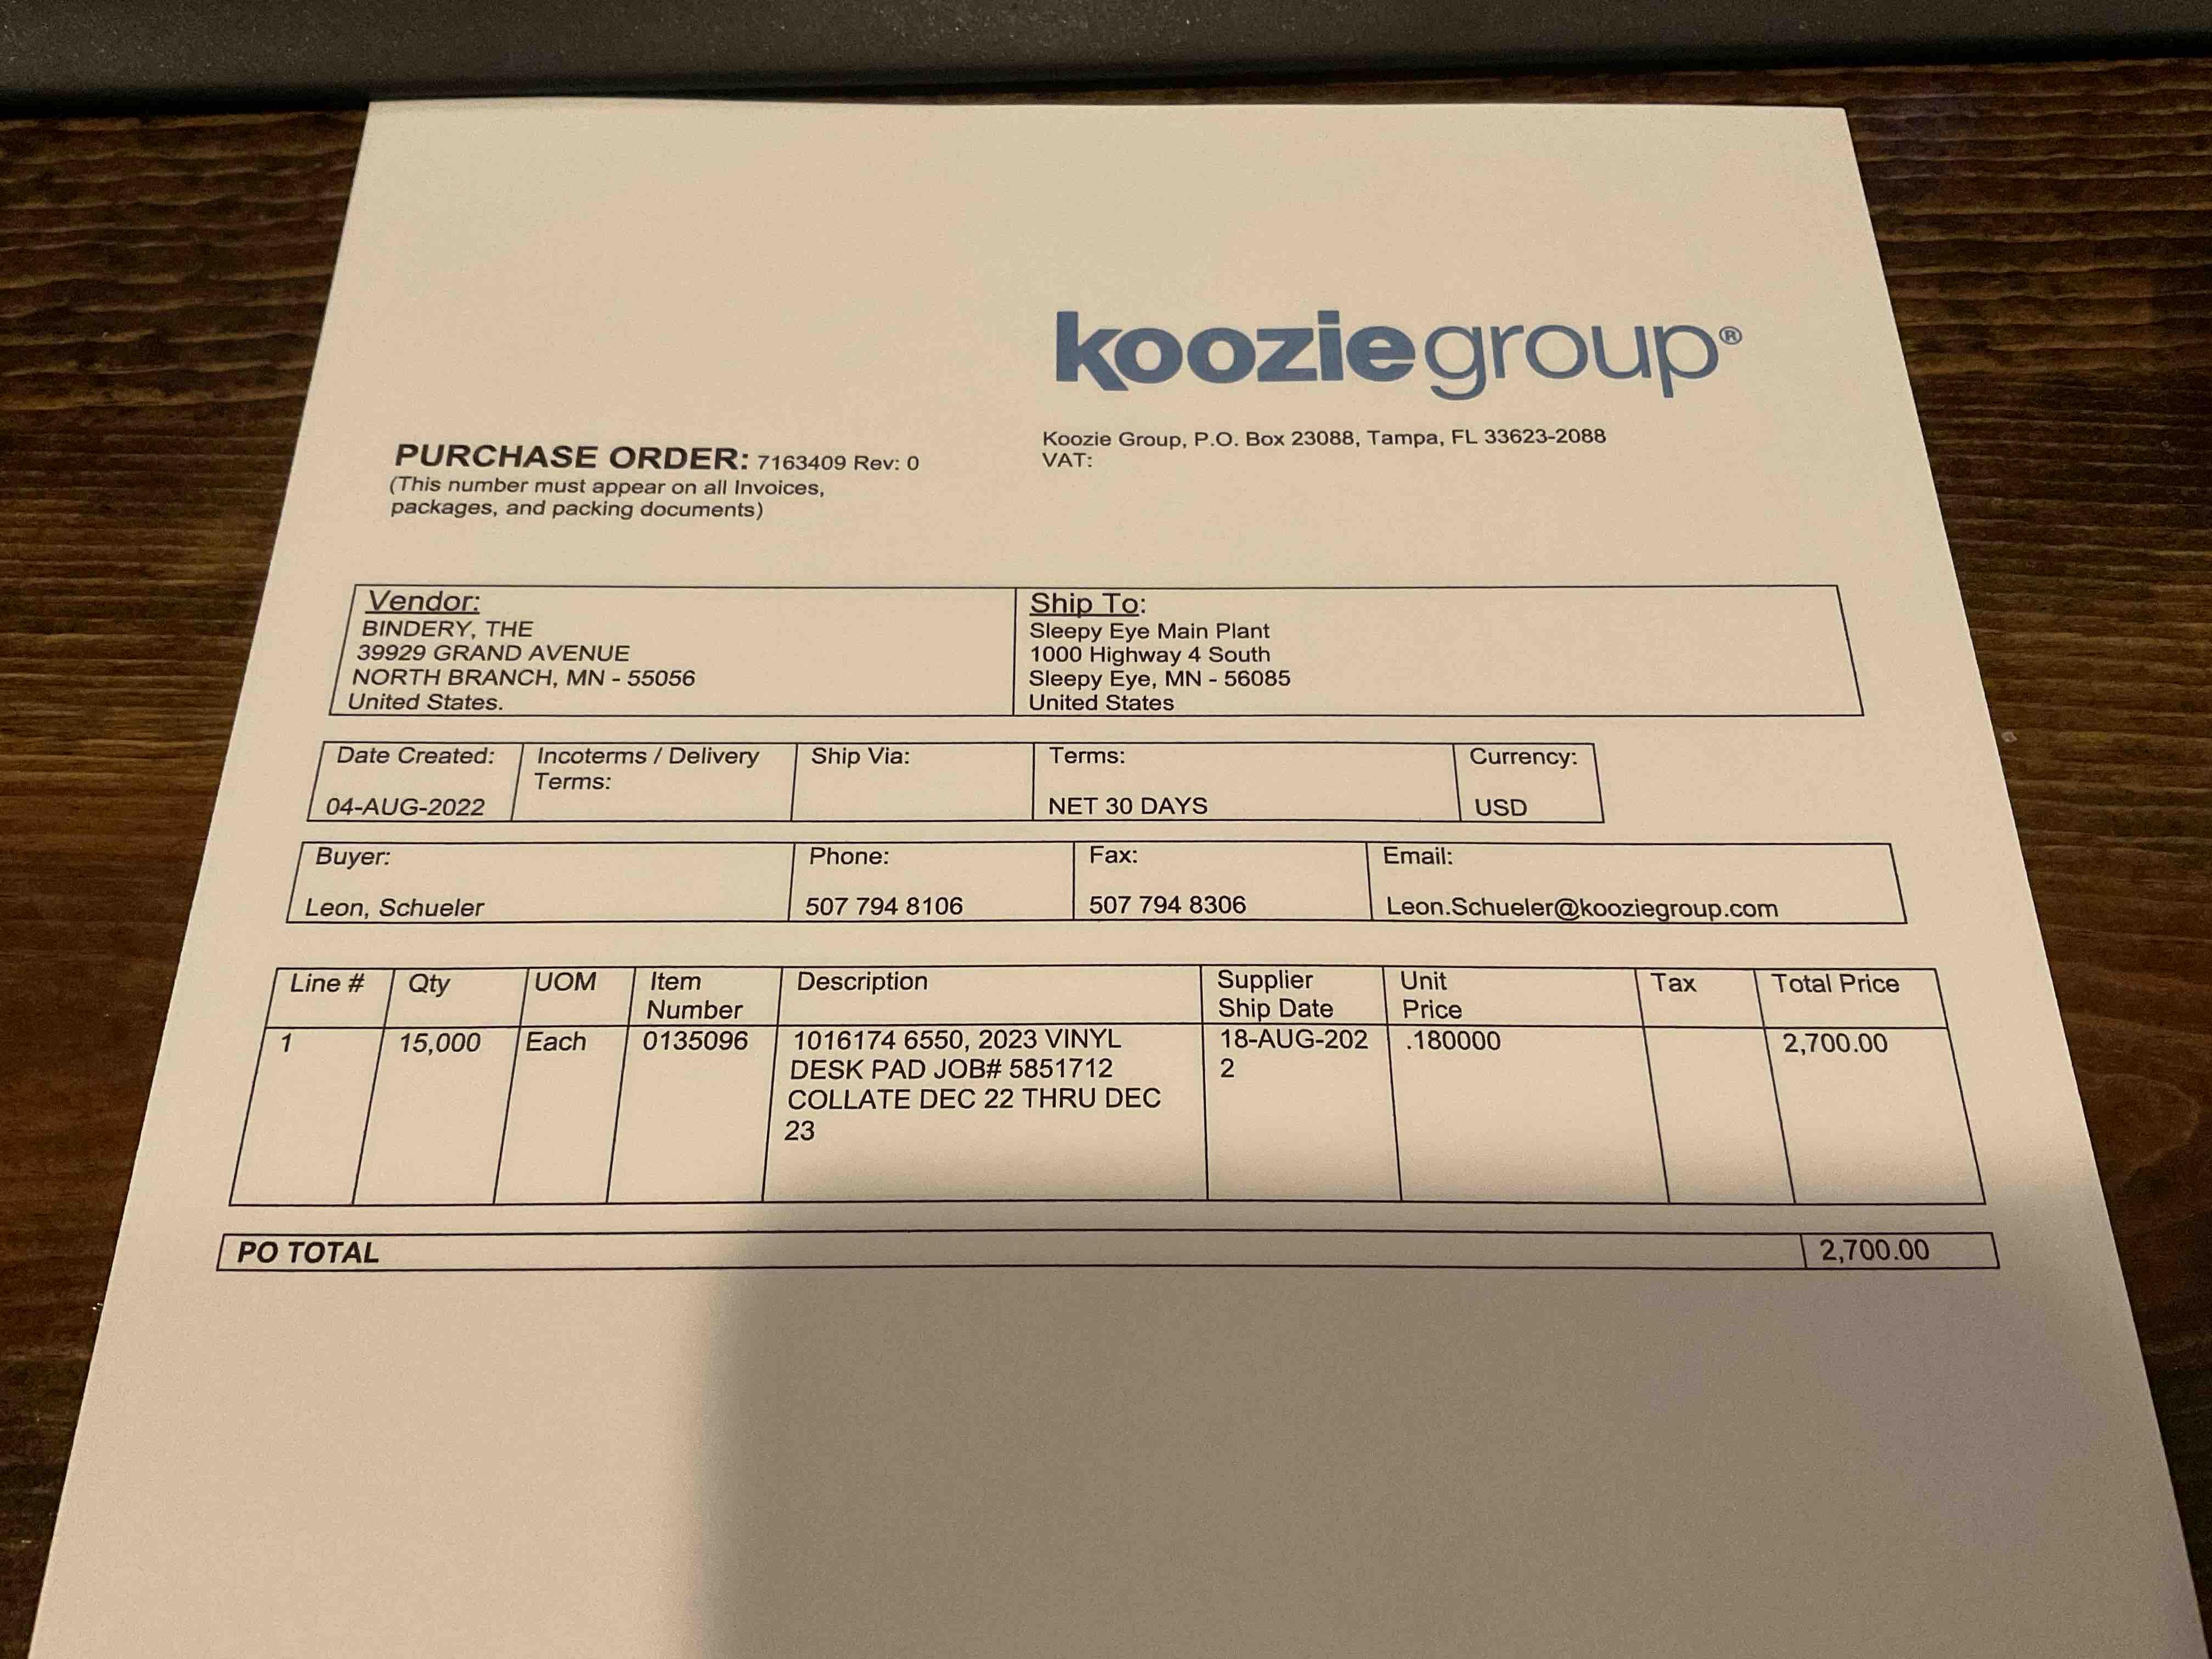 kooziegroup®
Koozie Group, P.O. Box 23088, Tampa, FL 33623-2088
VAT:
PURCHASE ORDER: 7163409 Rev: 0
(This number must appear on all Invoices,
packages, and packing documents)
Vendor:
BINDERY, THE
39929 GRAND AVENUE
NORTH BRANCH, MN - 55056
United States.
Ship To:
Sleepy Eye Main Plant
1000 Highway 4 South
Sleepy Eye, MN - 56085
United States
Date Created:
04-AUG-2022
Incoterms / Delivery
Terms:
Ship Via:
Terms:
NET 30 DAYS
Currency:
USD
Buyer:
Leon, Schueler
Phone:
507 794 8106
Fax:
507 794 8306
Email:
Leon.Schueler@kooziegroup.com
Line # Qty UOM Item Description Supplier Unit Tax Total Price
Number Ship Date Price
1 15,000 Each 0135096 1016174 6550, 2023 VINYL 18-AUG-202 .180000 2,700.00
DESK PAD JOB# 5851712 2
COLLATE DEC 22 THRU DEC
23
PO TOTAL 2,700.00